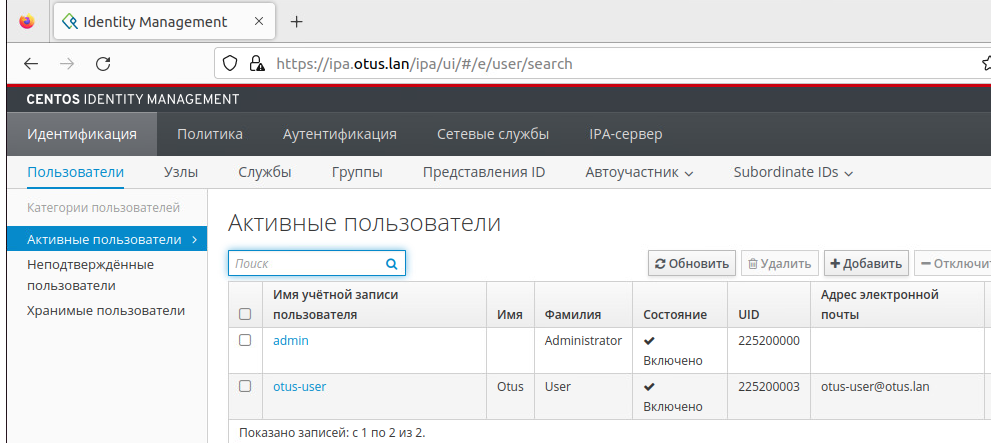 Identity Management
https://ipa.otus.lan/ipa/ui/#/e/user/search
CENTOS IDENTITY MANAGEMENT
Идентификация Политика Аутентификация Сетевые службы IPA-сервер
Пользователи Узлы Службы Группы Представления ID Автоучастник Subordinate IDs
Категории пользователей
Активные пользователи
Неподтверждённые
пользователи
Хранимые пользователи
Активные пользователи
Поиск
Обновить Удалить Добавить Отключит
Имя учётной записи
пользователя
Имя
Фамилия
Состояние
UID
Адрес электронной
почты
admin Administrator
Включено
225200000
otus-user Otus User
Включено
225200003 otus-user@otus.lan
Показано записей: с 1 по 2 из 2.